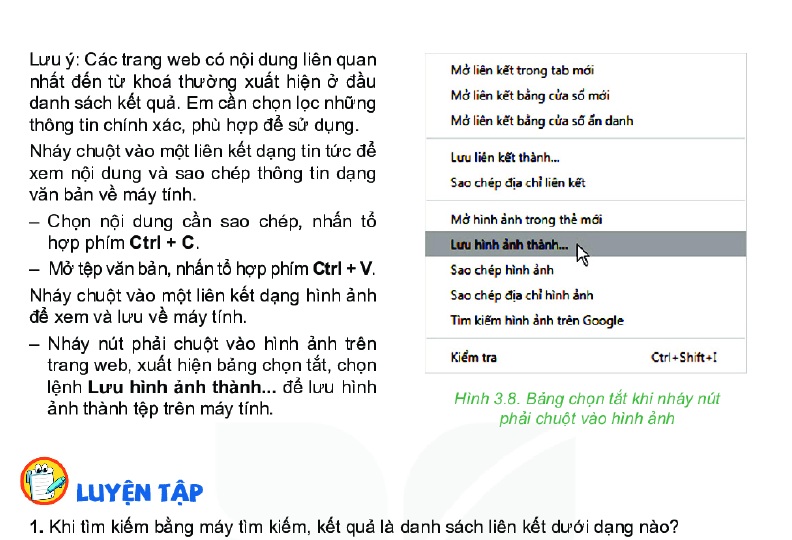 Lưu ý: Các trang web có nội dung liên quan
nhất đến từ khoá thường xuất hiện ở đầu
danh sách kết quả. Em cần chọn lọc những
thông tin chính xác, phù hợp để sử dụng.
Nháy chuột vào một liên kết dạng tin tức để
xem nội dung và sao chép thông tin dạng
văn bản về máy tính.
– Chọn nội dung cần sao chép, nhấn tổ
hợp phím Ctrl + C.
– Mở tệp văn bản, nhấn tổ hợp phím Ctrl + V.
Nháy chuột vào một liên kết dạng hình ảnh
để xem và lưu về máy tính.
– Nháy nút phải chuột vào hình ảnh trên
trang web, xuất hiện bảng chọn tắt, chọn
lệnh Lưu hình ảnh thành... để lưu hình
ảnh thành tệp trên máy tính.
Mở liên kết trong tab mới
Mở liên kết bằng cửa sổ mới
Mở liên kết bằng cửa sổ ẩn danh
Lưu liên kết thành...
Sao chép địa chỉ liên kết
Mở hình ảnh trong thẻ mới
Lưu hình ảnh thành...
Sao chép hình ảnh
Sao chép địa chỉ hình ảnh
Tìm kiếm hình ảnh trên Google
Kiểm tra Ctrl+Shift+I
Hình 3.8. Bảng chọn tắt khi nháy nút
phải chuột vào hình ảnh
LUYỆN TẬP
1. Khi tìm kiếm bằng máy tìm kiếm, kết quả là danh sách liên kết dưới dạng nào?